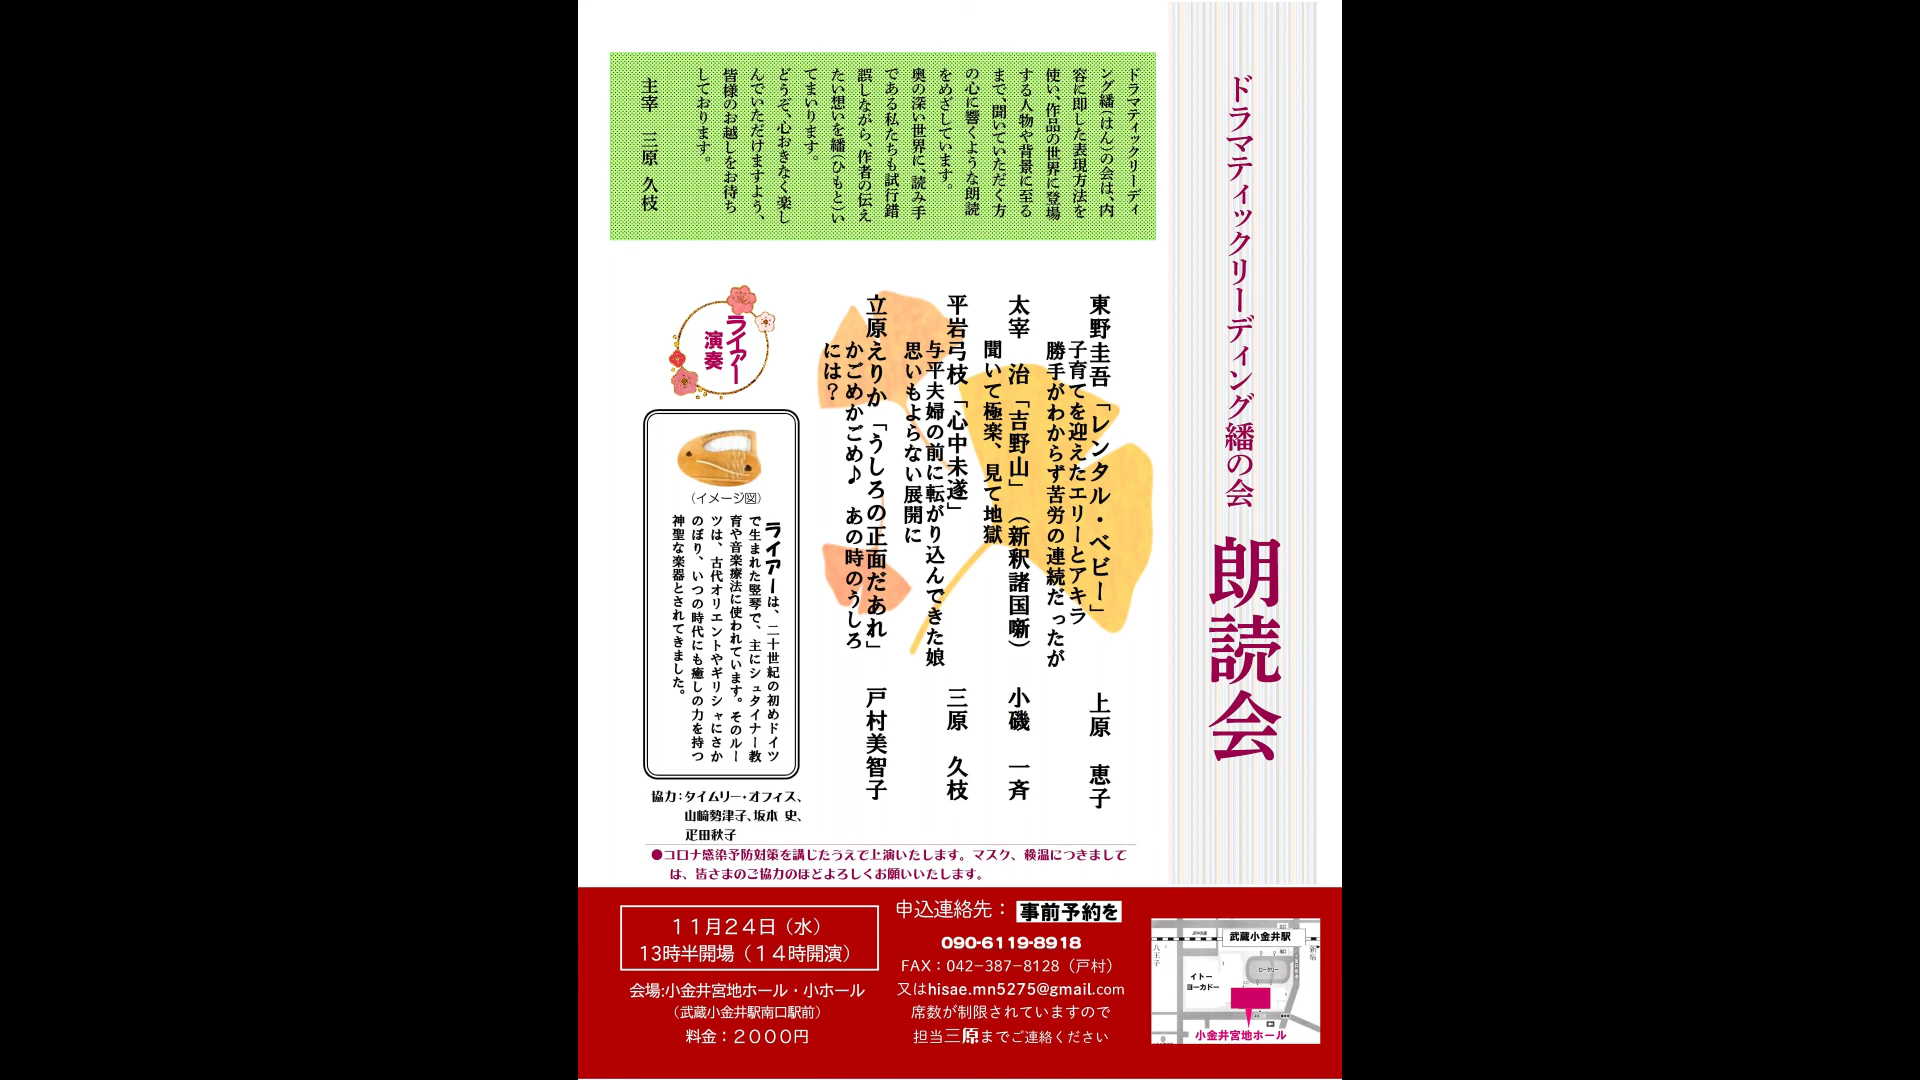 ドラマティックリーディング繙の会　朗読会
ドラマティックリーディ
ング繙（はん）の会は、内
容に即した表現方法を
使い、作品の世界に登場
する人物や背景に至る
まで、聞いていただく方
の心に響くような朗読
をめざしています。
奥の深い世界に、読み手
である私たちも試行錯
誤しながら、作者の伝え
たい想いを繙（ひもと）い
てまいります。
どうぞ、心おきなく楽し
んでいただけますよう、
皆様のお越しをお待ち
しております。
主宰　三原 久枝
東野圭吾「レンタル・ベビー」　上原　恵子
子育てを迎えたエリーとアキラ
勝手がわからず苦労の連続だったが
太宰　治「吉野山」（新釈諸国噺）　小磯　一斉
聞いて極楽、見て地獄
平岩弓枝「心中未遂」　三原　久枝
与平夫婦の前に転がり込んできた娘
思いもよらない展開に
立原えりか「うしろの正面だあれ」　戸村美智子
かごめかごめ♪　あの時のうしろ
には？
ライアー
演奏
（イメージ図）
ライアーは、二十世紀の初めドイツ
で生まれた竪琴で、主にシュタイナー教
育や音楽療法に使われています。そのルー
ツは、古代オリエントやギリシャにさか
のぼり、いつの時代にも癒しの力を持つ
神聖な楽器とされてきました。
協力：タイムリー・オフィス、
山崎勢津子、坂本 史、
疋田秋子
●コロナ感染予防対策を講じたうえで上演いたします。マスク、検温につきまして
は、皆さまのご協力のほどよろしくお願いいたします。
１１月２４日（水）
13時半開場（１４時開演）
会場:小金井宮地ホール・小ホール
（武蔵小金井駅南口駅前）
料金：２０００円
申込連絡先： 事前予約を
090-6119-8918
FAX：042−387−8128（戸村）
又はhisae.mn5275@gmail.com
席数が制限されていますので
担当三原までご連絡ください
武蔵小金井駅
八王子
新宿
ロータリー
イトー
ヨーカドー
小金井宮地ホール